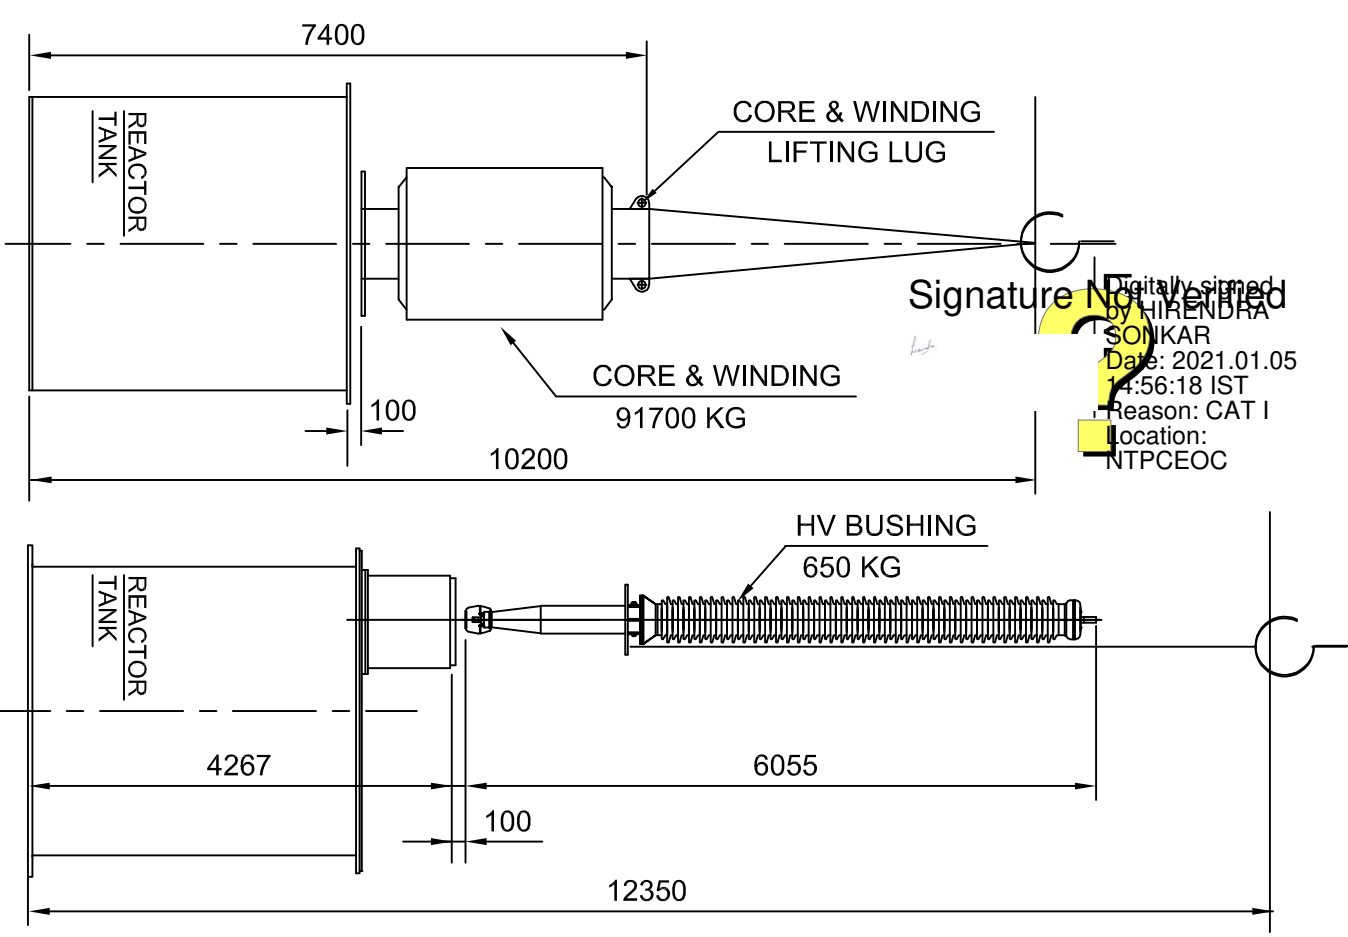 7400
CORE & WINDING
LIFTING LUG
REACTOR
TANK
Signature Not Verified
Digitally signed
by HIRENDRA
SONKAR
Date: 2021.01.05
14:56:18 IST
Reason: CAT I
Location:
NTPCEOC
CORE & WINDING
91700 KG
100
10200
HV BUSHING
650 KG
REACTOR
TANK
4267
6055
100
12350